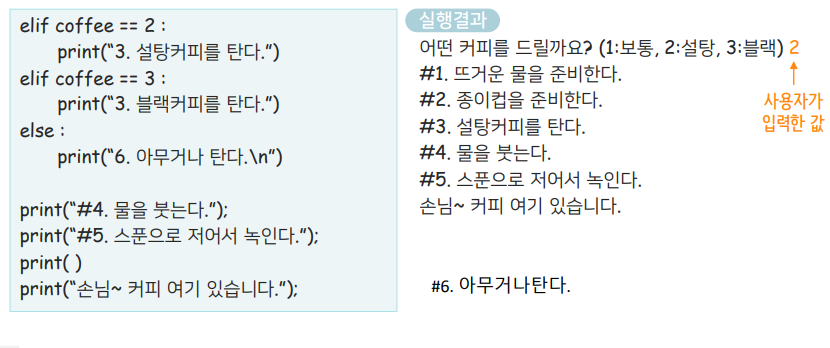 elif coffee == 2 :
print(“3. 설탕커피를 탄다.”)
elif coffee == 3 :
print(“3. 블랙커피를 탄다.”)
else :
print(“6. 아무거나 탄다.\n”)
print(“#4. 물을 붓는다.”);
print(“#5. 스푼으로 저어서 녹인다.”);
print( )
print(“손님~ 커피 여기 있습니다.”);
실행결과
어떤 커피를 드릴까요? (1:보통, 2:설탕, 3:블랙) 2
#1. 뜨거운 물을 준비한다.
#2. 종이컵을 준비한다.
#3. 설탕커피를 탄다.
#4. 물을 붓는다.
#5. 스푼으로 저어서 녹인다.
손님~ 커피 여기 있습니다.
사용자가
입력한 값
#6. 아무거나탄다.